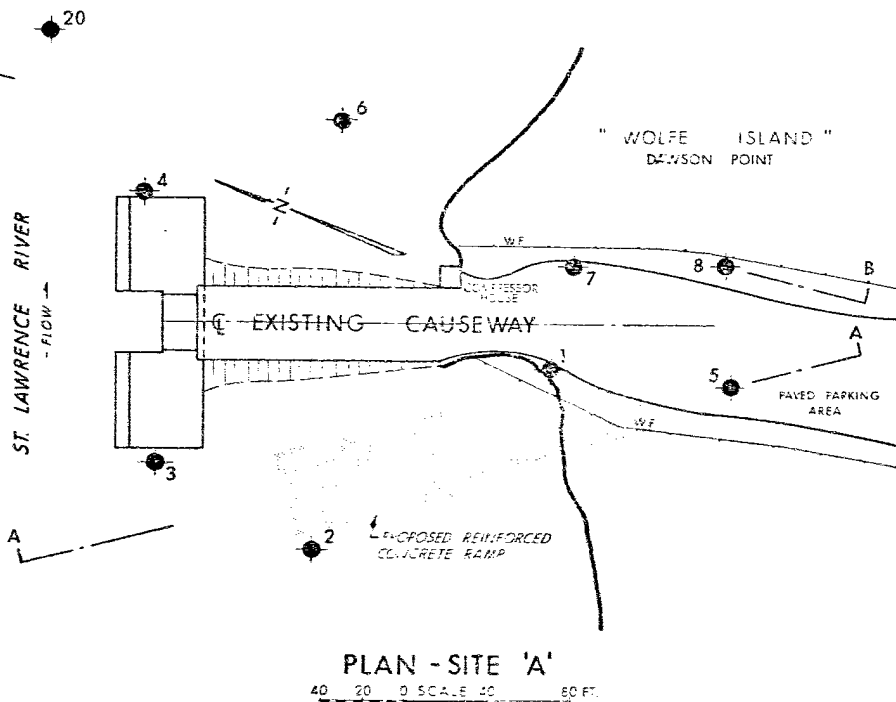 20
6
" WOLFE ISLAND "
DAWSON POINT
4
N
ST. LAWRENCE RIVER
- FLOW
W.F.
7
8
B
COMPRESSOR
HOUSE
℄ EXISTING CAUSEWAY
A
1
5
PAVED PARKING
AREA
W.F.
3
A
2
PROPOSED REINFORCED
CONCRETE RAMP
PLAN - SITE 'A'
40 20 0 SCALE 40 80 FT.